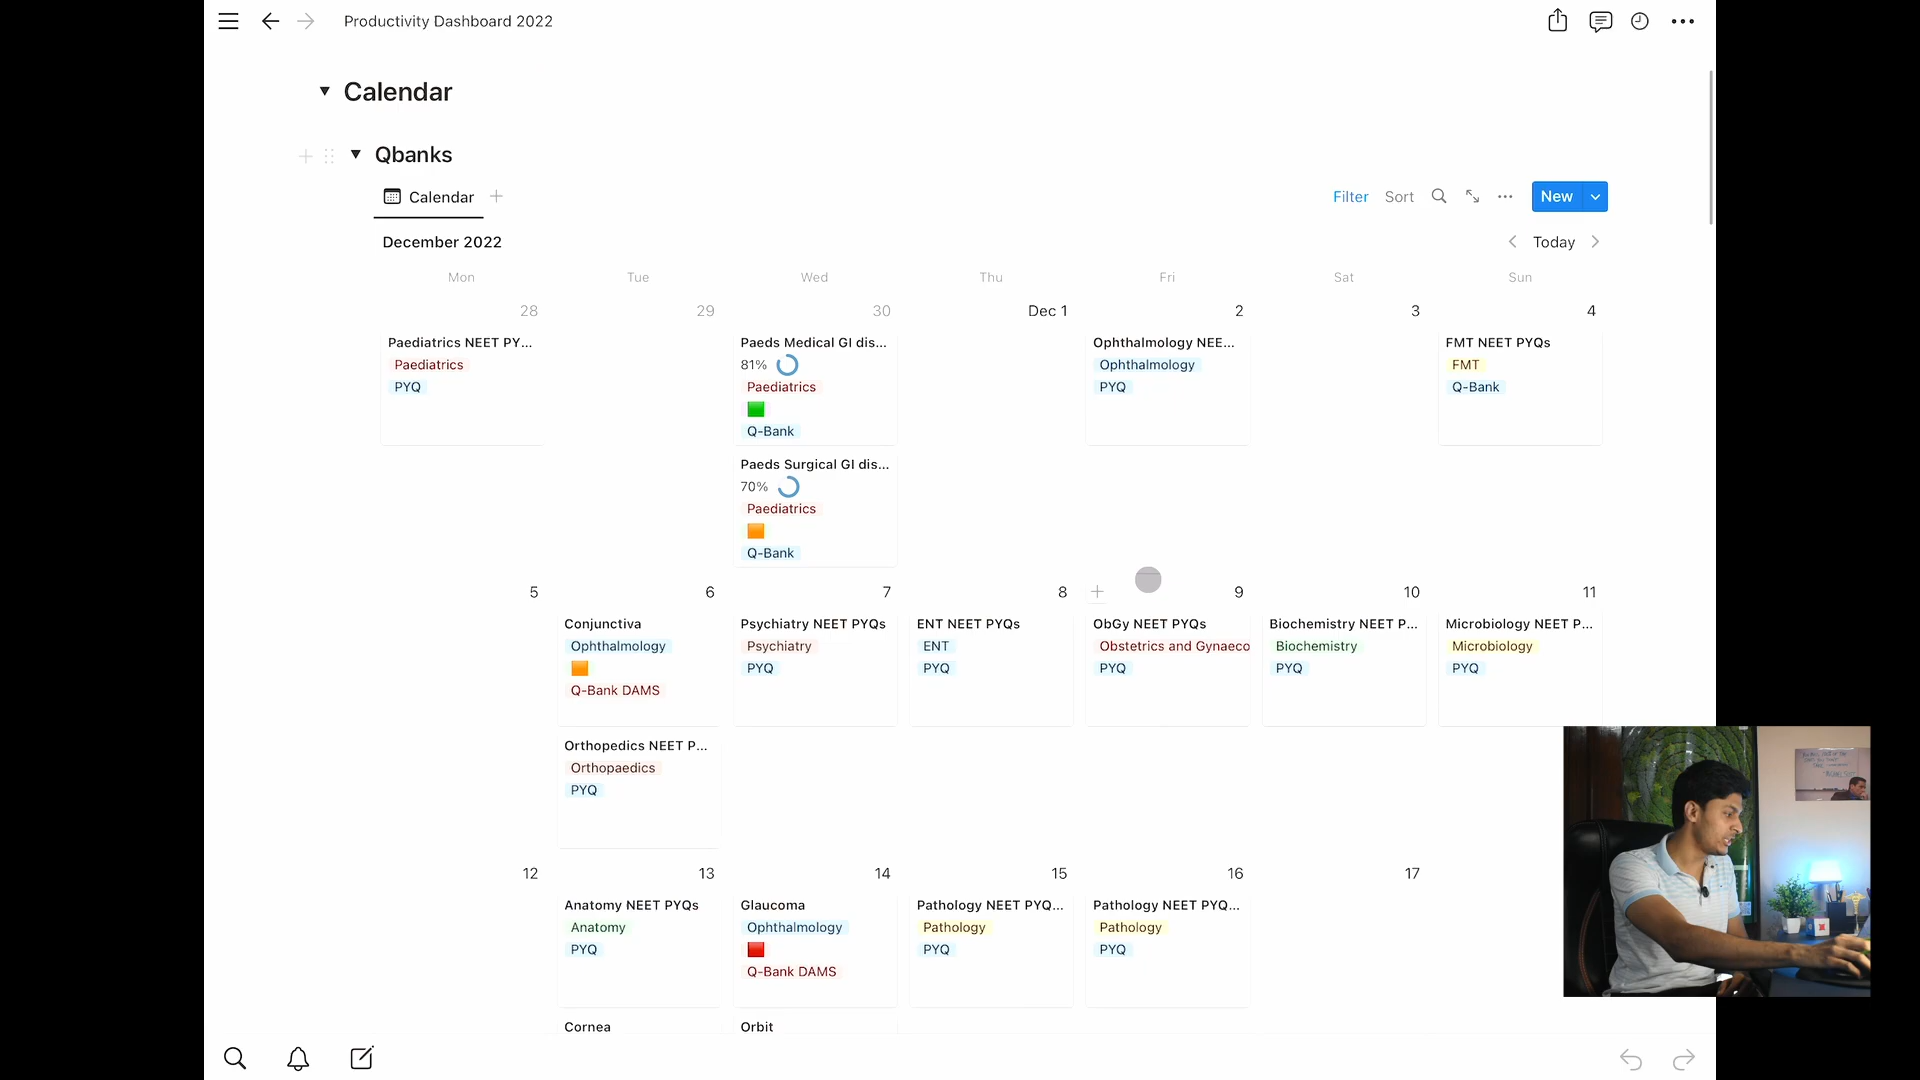 Productivity Dashboard 2022
Calendar
Qbanks
Calendar
Filter Sort New
December 2022
Today
Mon Tue Wed Thu Fri Sat Sun
28 29 30 Dec 1 2 3 4
Paediatrics NEET PY...
Paediatrics
PYQ
Paeds Medical GI dis...
81%
Paediatrics
Q-Bank
Paeds Surgical GI dis...
70%
Paediatrics
Q-Bank
Ophthalmology NEE...
Ophthalmology
PYQ
FMT NEET PYQs
FMT
Q-Bank
5 6 7 8 9 10 11
Conjunctiva
Ophthalmology
Q-Bank DAMS
Orthopedics NEET P...
Orthopaedics
PYQ
Psychiatry NEET PYQs
Psychiatry
PYQ
ENT NEET PYQs
ENT
PYQ
ObGy NEET PYQs
Obstetrics and Gynaeco
PYQ
Biochemistry NEET P...
Biochemistry
PYQ
Microbiology NEET P...
Microbiology
PYQ
12 13 14 15 16 17
Anatomy NEET PYQs
Anatomy
PYQ
Cornea
Glaucoma
Ophthalmology
Q-Bank DAMS
Orbit
Pathology NEET PYQ...
Pathology
PYQ
Pathology NEET PYQ...
Pathology
PYQ